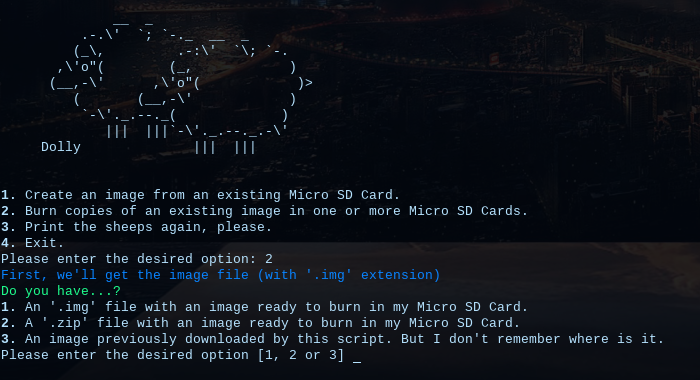 Dolly
1. Create an image from an existing Micro SD Card.
2. Burn copies of an existing image in one or more Micro SD Cards.
3. Print the sheeps again, please.
4. Exit.
Please enter the desired option: 2
First, we'll get the image file (with '.img' extension)
Do you have...?
1. An '.img' file with an image ready to burn in my Micro SD Card.
2. A '.zip' file with an image ready to burn in my Micro SD Card.
3. An image previously downloaded by this script. But I don't remember where is it.
Please enter the desired option [1, 2 or 3] _